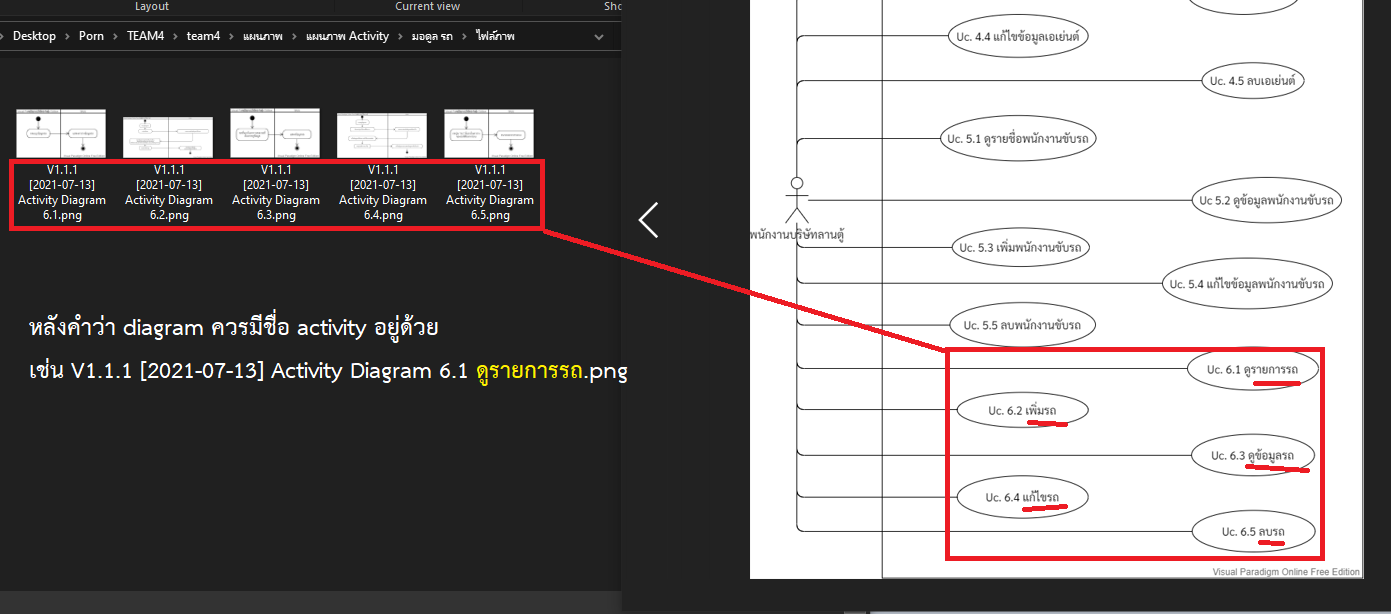 Layout
Current view
Sho
Desktop > Porn > TEAM4 > team4 > แผนภาพ > แผนภาพ Activity > มอดูล รถ > ไฟล์ภาพ
V1.1.1
[2021-07-13]
Activity Diagram
6.1.png
V1.1.1
[2021-07-13]
Activity Diagram
6.2.png
V1.1.1
[2021-07-13]
Activity Diagram
6.3.png
V1.1.1
[2021-07-13]
Activity Diagram
6.4.png
V1.1.1
[2021-07-13]
Activity Diagram
6.5.png
หลังคำว่า diagram ควรมีชื่อ activity อยู่ด้วย
เช่น V1.1.1 [2021-07-13] Activity Diagram 6.1 ดูรายการรถ.png
Uc. 4.4 แก้ไขข้อมูลเอเย่นต์
Uc. 4.5 ลบเอเย่นต์
Uc. 5.1 ดูรายชื่อพนักงานขับรถ
Uc 5.2 ดูข้อมูลพนักงานขับรถ
พนักงานบริษัทลานตู้
Uc. 5.3 เพิ่มพนักงานขับรถ
Uc. 5.4 แก้ไขข้อมูลพนักงานขับรถ
Uc. 5.5 ลบพนักงานขับรถ
Uc. 6.1 ดูรายการรถ
Uc. 6.2 เพิ่มรถ
Uc. 6.3 ดูข้อมูลรถ
Uc. 6.4 แก้ไขรถ
Uc. 6.5 ลบรถ
Visual Paradigm Online Free Edition